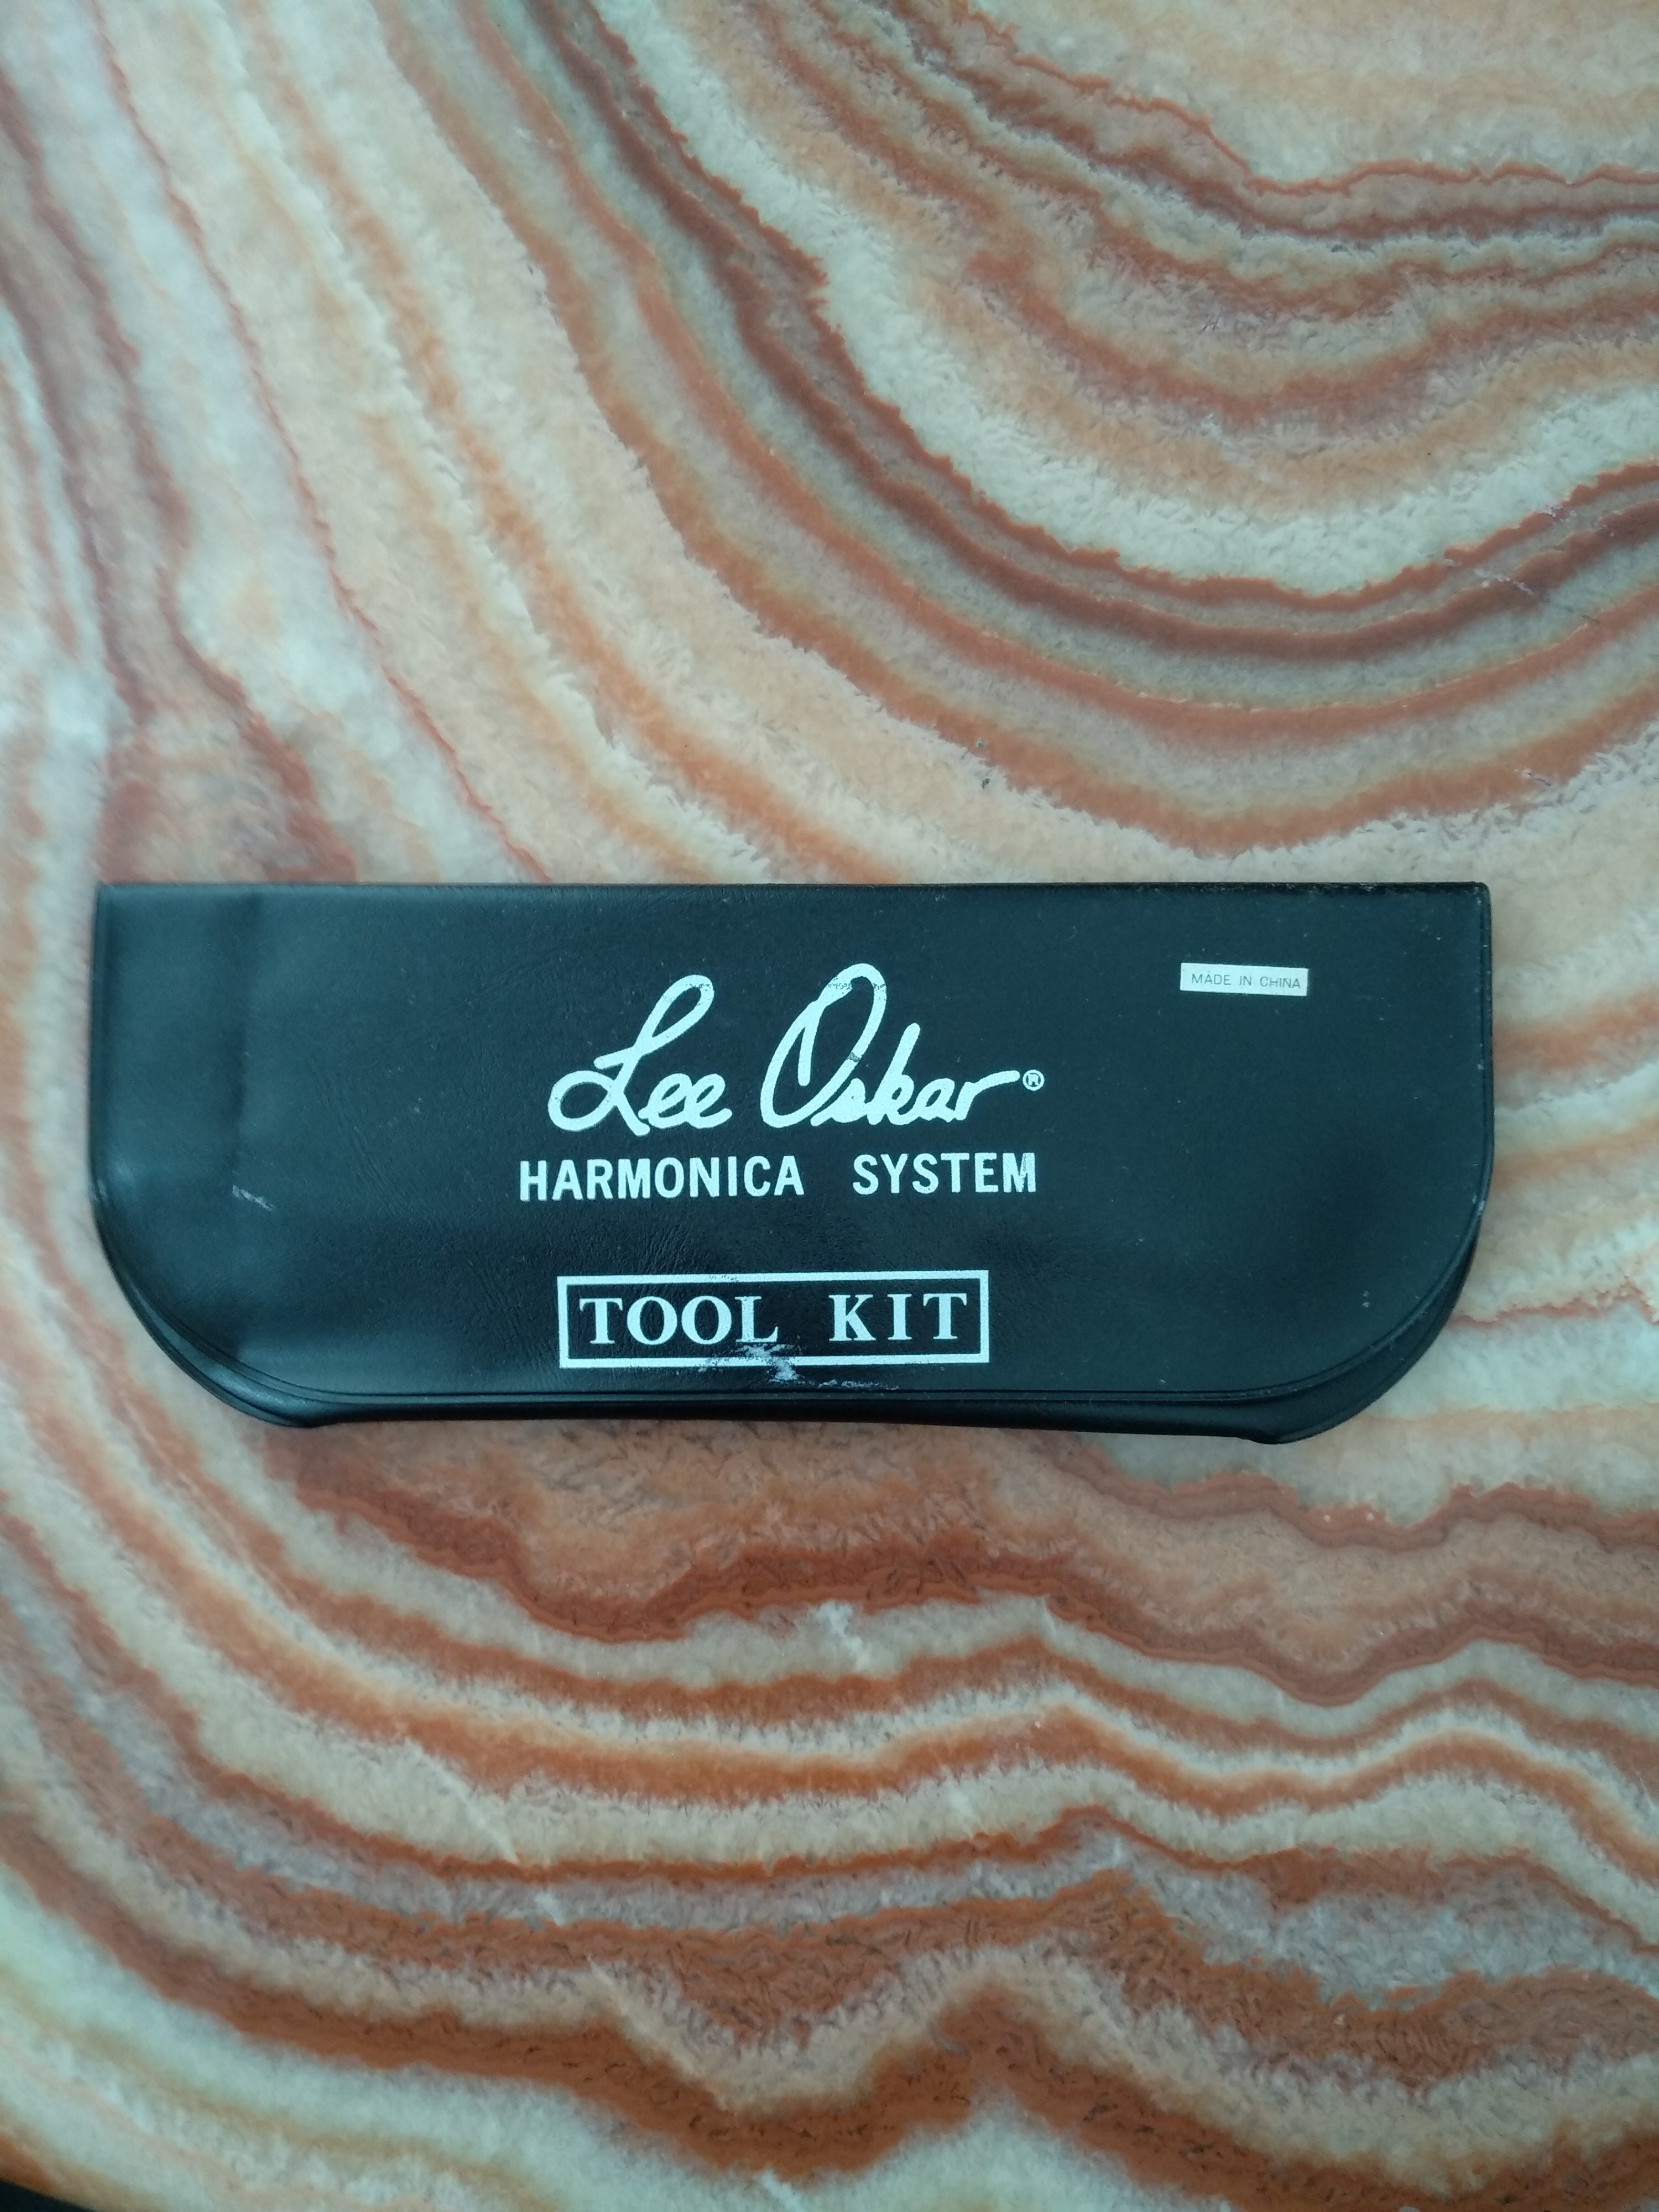 MADE IN CHINA
Lee Oskar®
HARMONICA SYSTEM
TOOL KIT